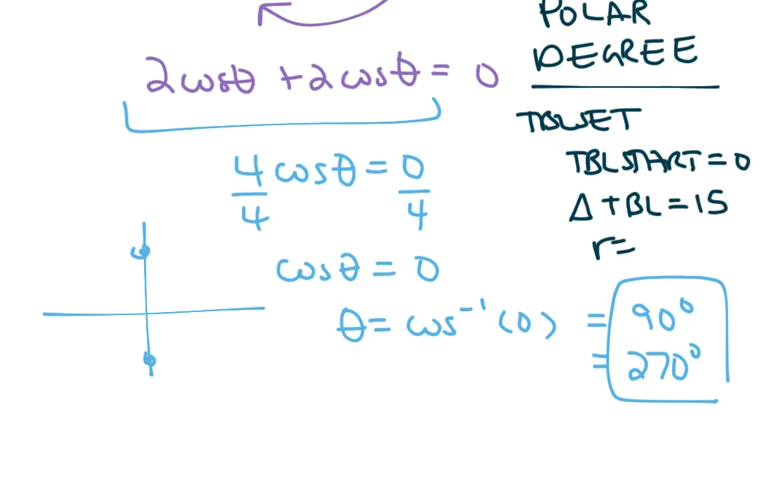 2cosθ + 2cosθ = 0
4cosθ = 0
4 4
cosθ = 0
θ = cos⁻¹(0) = 90°
= 270°
POLAR
DEGREE
TBLSET
TBLSTART = 0
Δ TBL = 15
r=